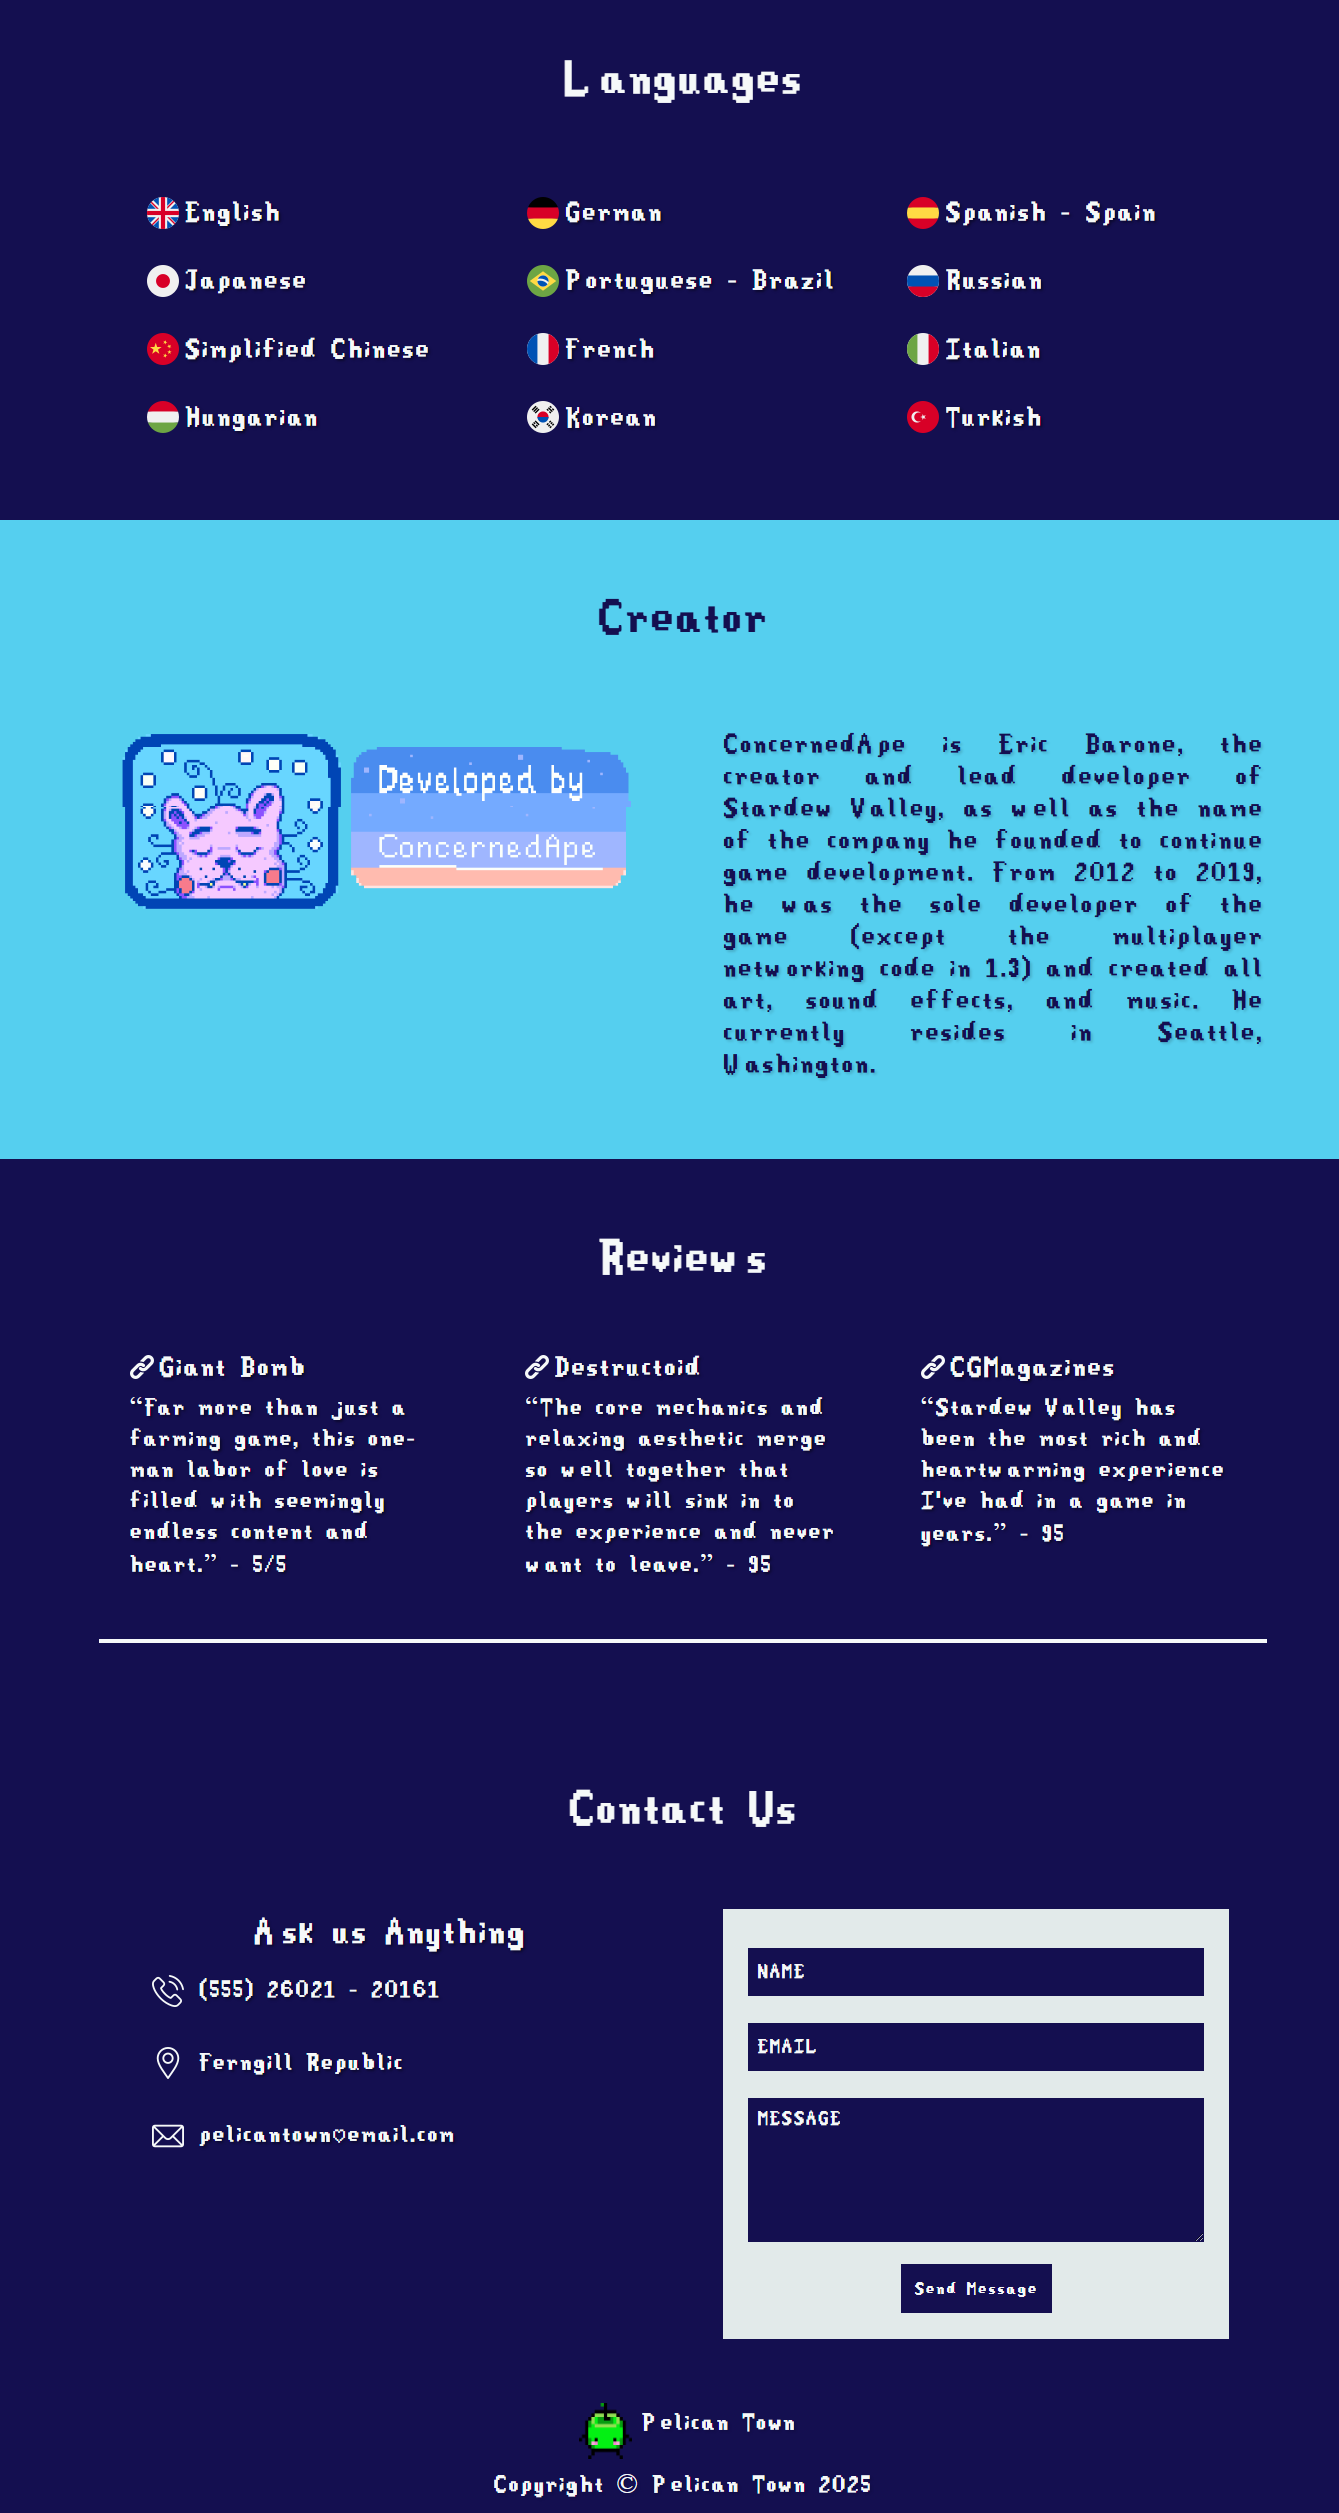 Languages
English
German
Spanish - Spain
Japanese
Portuguese - Brazil
Russian
Simplified Chinese
French
Italian
Hungarian
Korean
Turkish
Creator
Developed by
ConcernedApe
ConcernedApe is Eric Barone, the
creator and lead developer of
Stardew Valley, as well as the name
of the company he founded to continue
game development. From 2012 to 2019,
he was the sole developer of the
game (except the multiplayer
networking code in 1.3) and created all
art, sound effects, and music. He
currently resides in Seattle,
Washington.
Reviews
Giant Bomb
“Far more than just a
farming game, this one-
man labor of love is
filled with seemingly
endless content and
heart.” - 5/5
Destructoid
“The core mechanics and
relaxing aesthetic merge
so well together that
players will sink in to
the experience and never
want to leave.” - 95
CGMagazines
“Stardew Valley has
been the most rich and
heartwarming experience
I've had in a game in
years.” - 95
Contact Us
Ask us Anything
(555) 26021 - 20161
Ferngill Republic
pelicantown♡email.com
NAME
EMAIL
MESSAGE
Send Message
Pelican Town
Copyright © Pelican Town 2025